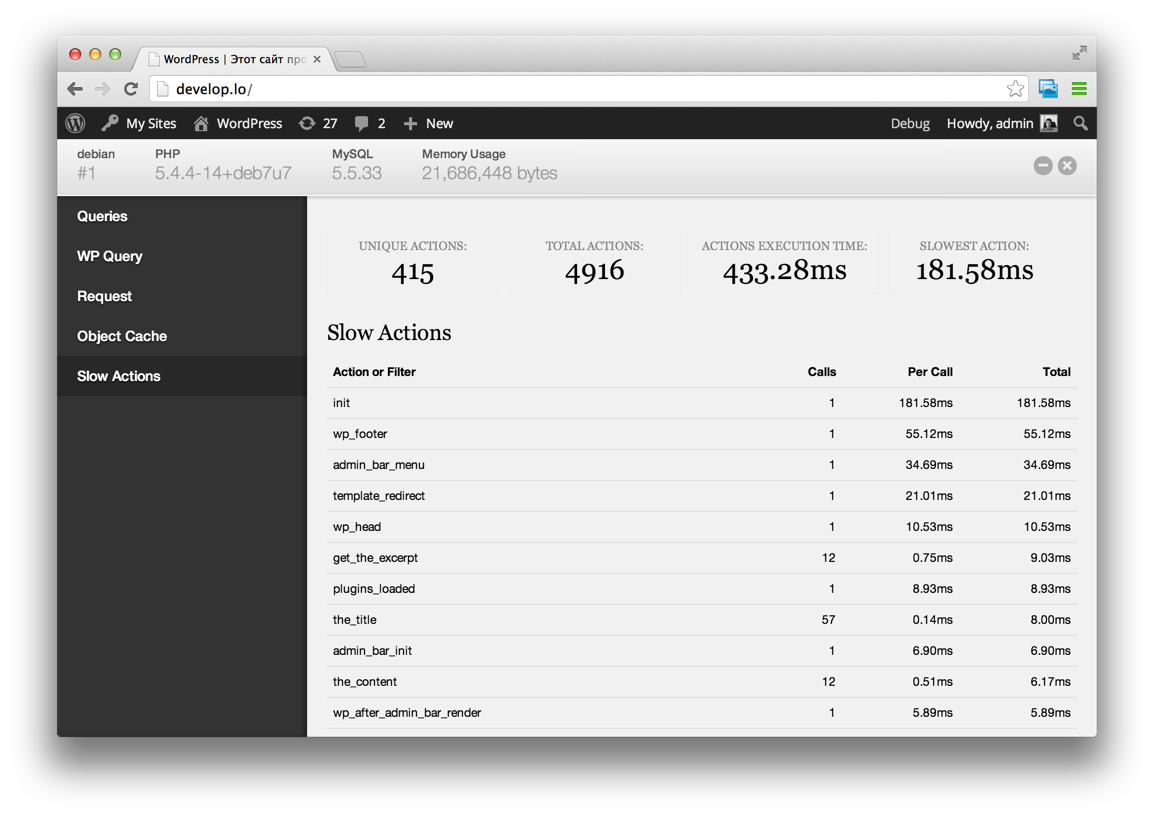 WordPress | Этот сайт про
develop.lo/
My Sites WordPress 27 2 New Debug Howdy, admin
debian PHP MySQL Memory Usage
#1 5.4.4-14+deb7u7 5.5.33 21,686,448 bytes
Queries
WP Query
Request
Object Cache
Slow Actions
UNIQUE ACTIONS: TOTAL ACTIONS: ACTIONS EXECUTION TIME: SLOWEST ACTION:
415 4916 433.28ms 181.58ms
Slow Actions
Action or Filter Calls Per Call Total
init 1 181.58ms 181.58ms
wp_footer 1 55.12ms 55.12ms
admin_bar_menu 1 34.69ms 34.69ms
template_redirect 1 21.01ms 21.01ms
wp_head 1 10.53ms 10.53ms
get_the_excerpt 12 0.75ms 9.03ms
plugins_loaded 1 8.93ms 8.93ms
the_title 57 0.14ms 8.00ms
admin_bar_init 1 6.90ms 6.90ms
the_content 12 0.51ms 6.17ms
wp_after_admin_bar_render 1 5.89ms 5.89ms